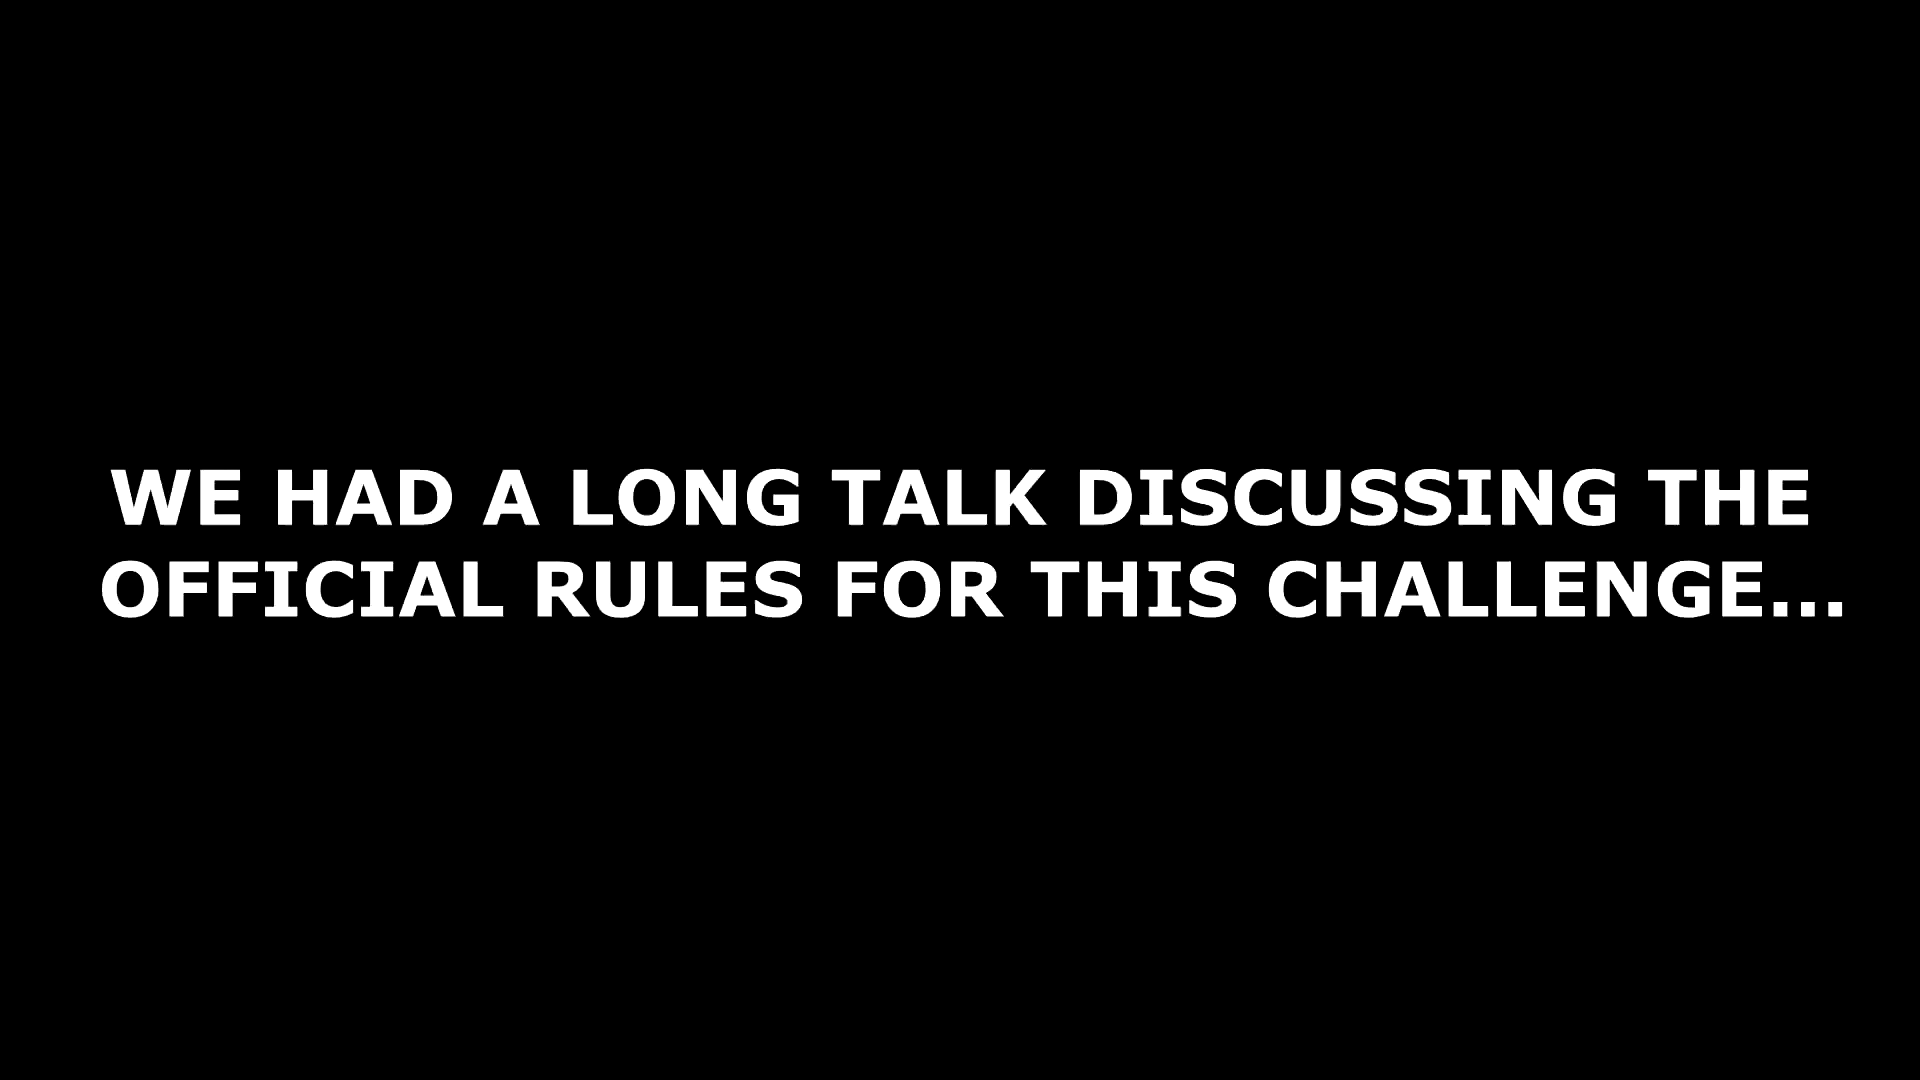 WE HAD A LONG TALK DISCUSSING THE
OFFICIAL RULES FOR THIS CHALLENGE...